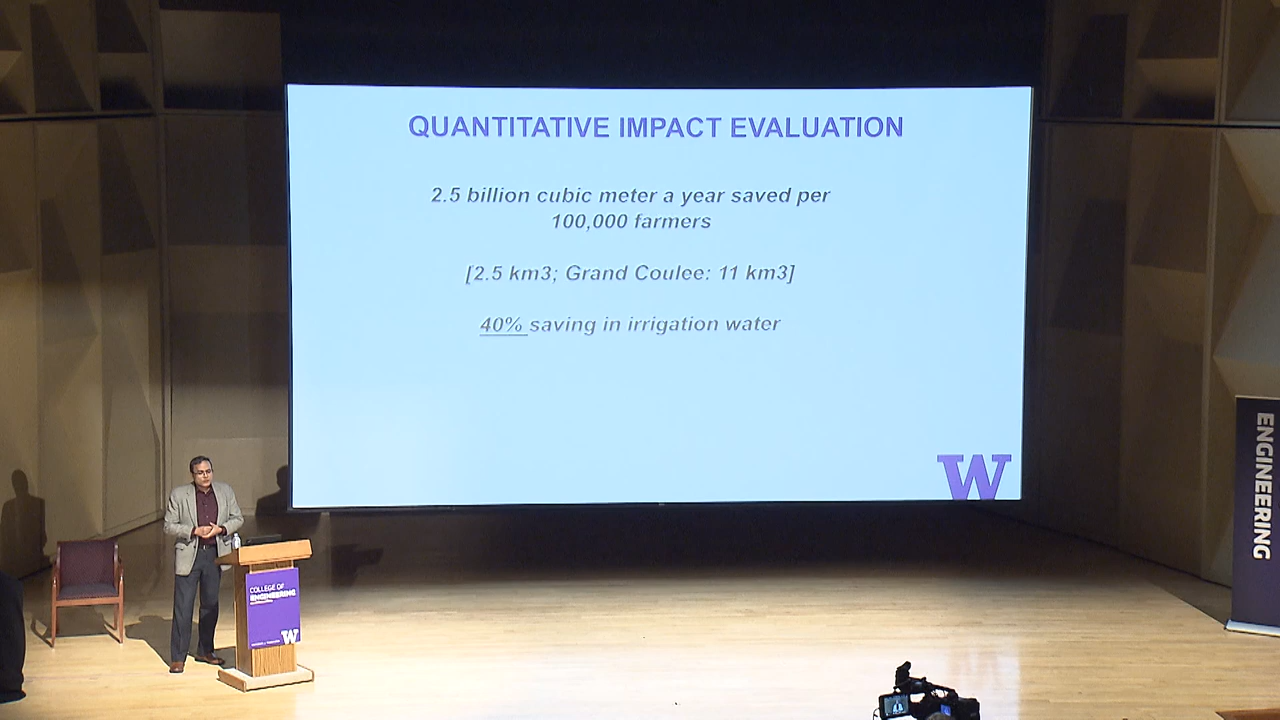 QUANTITATIVE IMPACT EVALUATION
2.5 billion cubic meter a year saved per
100,000 farmers
[2.5 km3; Grand Coulee: 11 km3]
40% saving in irrigation water
W
ENGINEERING
COLLEGE OF
ENGINEERING
W